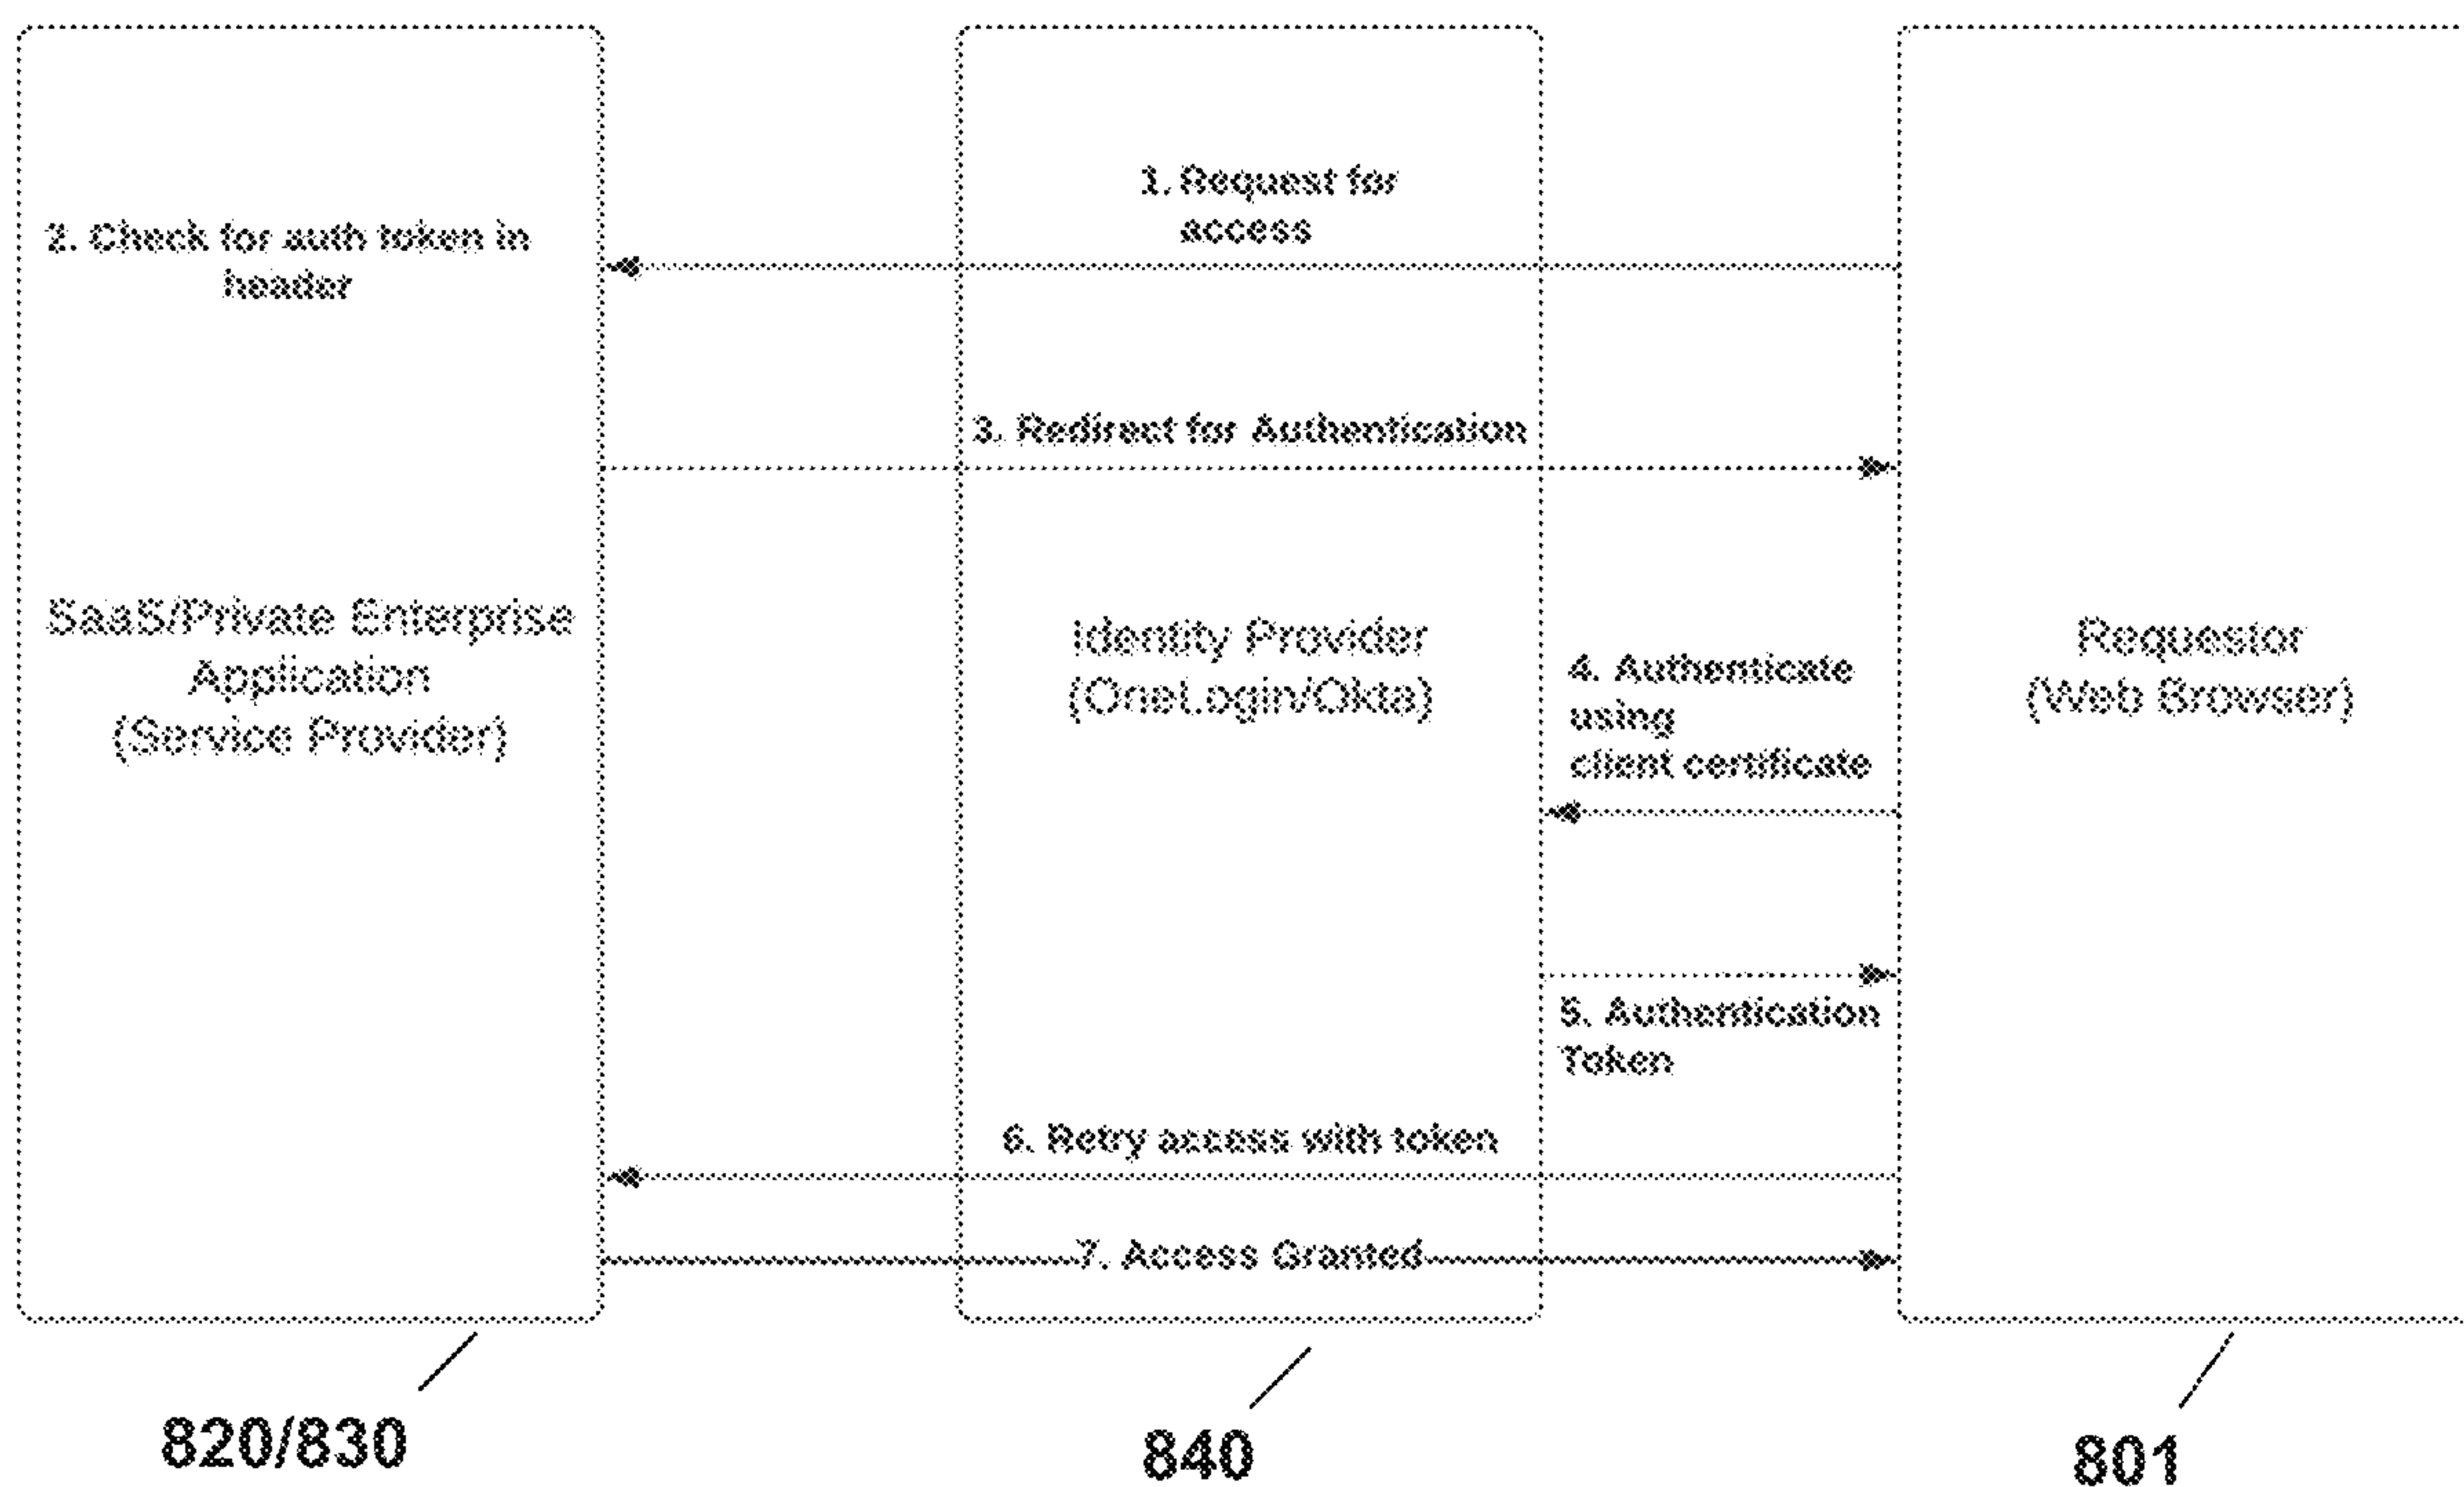 1. Request for
access
2. Check for auth token in
header
3. Redirect for Authentication
SaaS/Private Enterprise
Application
(Service Provider)
Identity Provider
(OneLogin/Okta)
4. Authenticate
using
client certificate
Requestor
(Web Browser)
5. Authentication
Token
6. Retry access with token
7. Access Granted
820/830
840
801